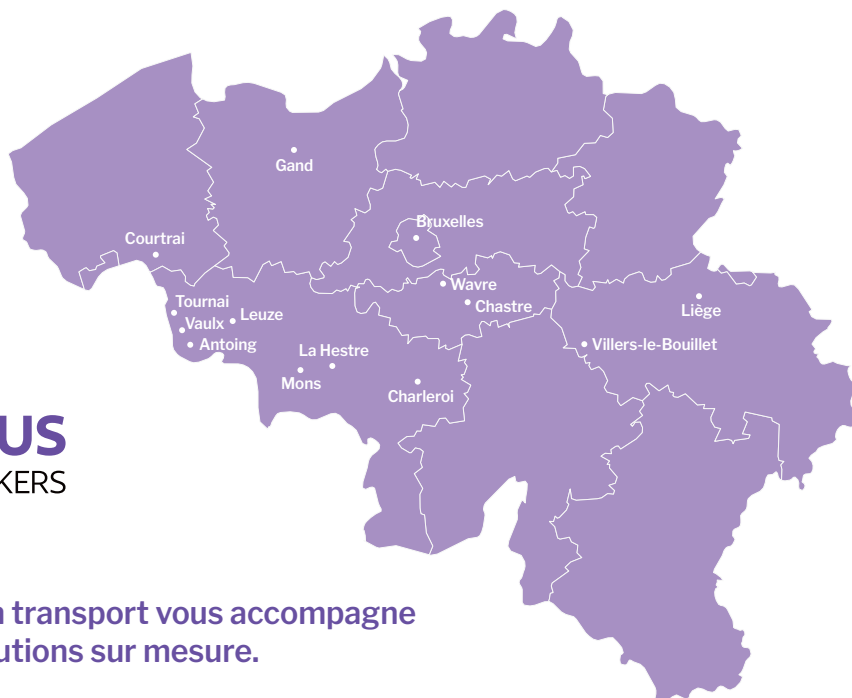 Gand
Bruxelles
Courtrai
Wavre
Chastre
Liège
Tournai
Leuze
Vaulx
Antoing
La Hestre
Villers-le-Bouillet
Mons
Charleroi
US
KERS
transport vous accompagne
utions sur mesure.